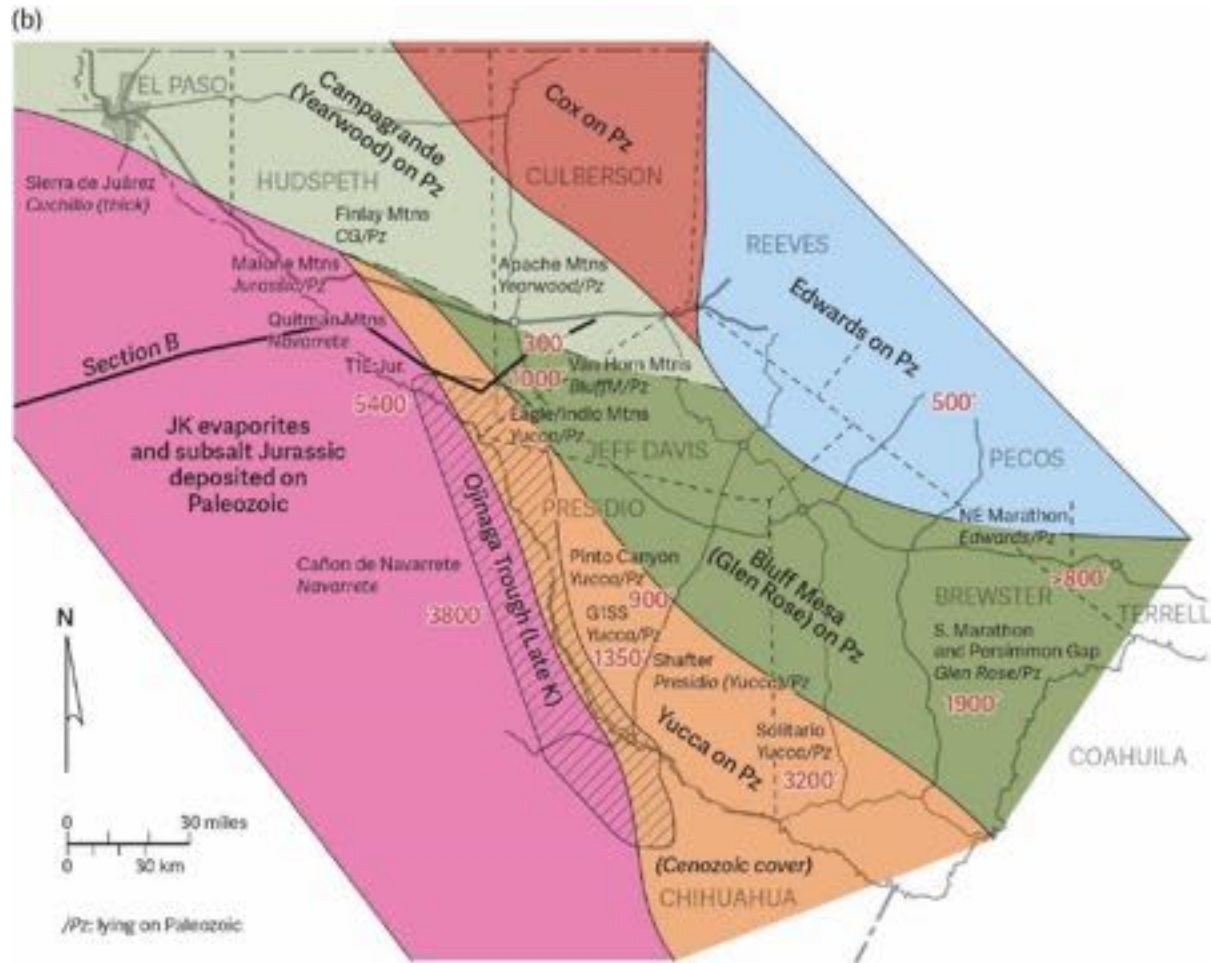 (b)
EL PASO
Campagrande
(Yearwood) on Pz
Cox on Pz
CULBERSON
HUDSPETH
Sierra de Juárez
Cuchillo (thick)
Finlay Mtns
CG/Pz
REEVES
Malone Mtns
Jurassic/Pz
Apache Mtns
Yearwood/Pz
Edwards on Pz
Quitman Mtns
Navarrete
Section B
300
TIE-Jur.
Van Horn Mtns
BluffM/Pz
000
5400
500'
Eagle/Indio Mtns
Yucca/Pz
JK evaporites
and subsalt Jurassic
deposited on
Paleozoic
JEFF DAVIS
PECOS
Ojinaga Trough (Late K)
PRESIDIO
NE Marathon
Edwards/Pz
Cañon de Navarrete
Navarrete
Pinto Canyon
Yucca/Pz
Bluff Mesa
(Glen Rose) on Pz
>800'
900
BREWSTER
TERRELL
3800
G1SS
Yucca/Pz
1350'
S. Marathon
and Persimmon Gap
Glen Rose/Pz
N
Shafter
Presidio (Yucca)/Pz
1900'
Yucca on Pz
Solitario
Yucca/Pz
3200'
COAHUILA
0 30 miles
0 30 km
(Cenozoic cover)
CHIHUAHUA
/Pz: lying on Paleozoic